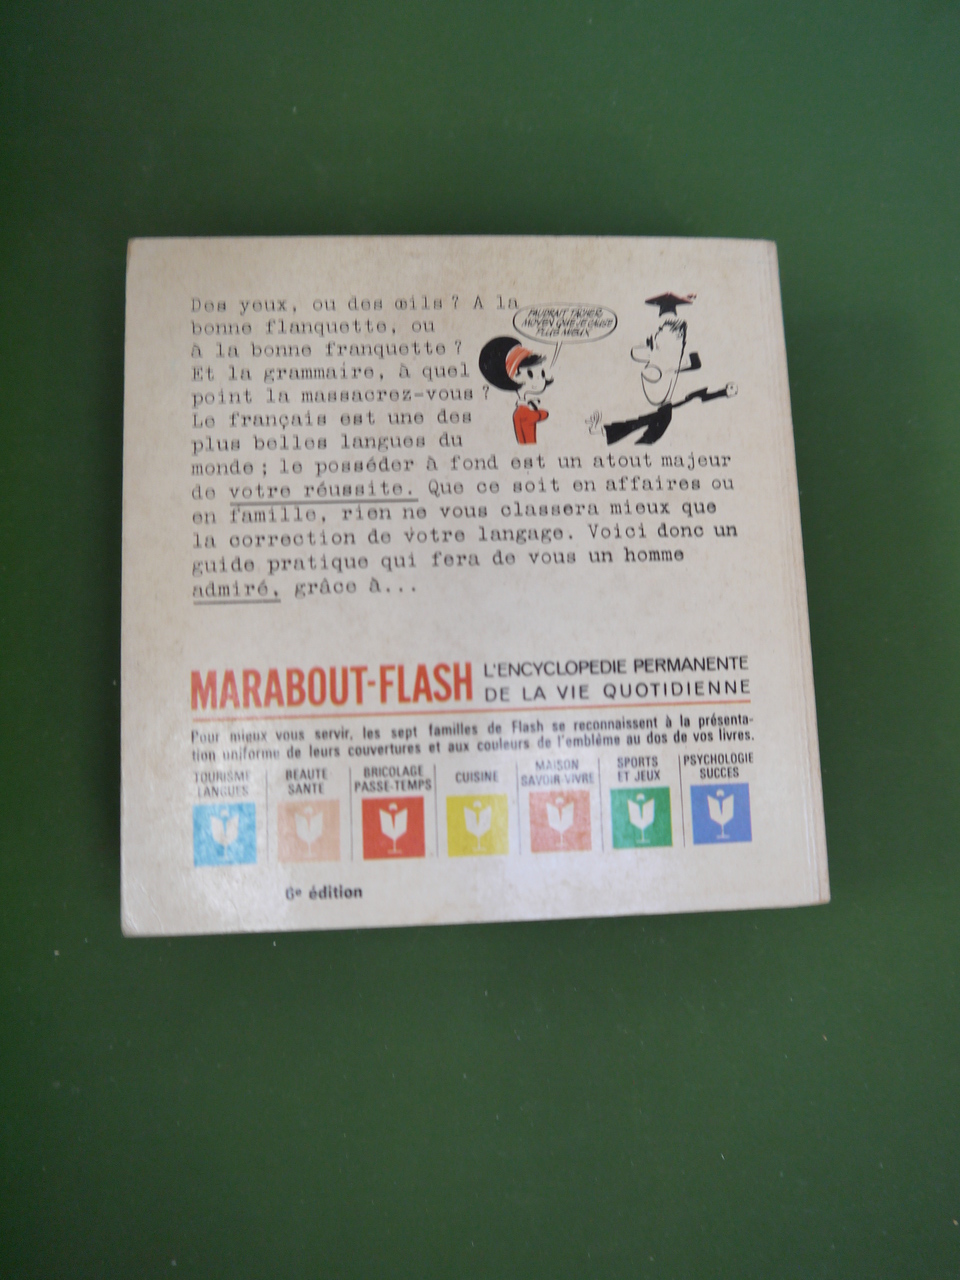 Des yeux, ou des œils ? A la
bonne flanquette, ou
à la bonne franquette ?
Et la grammaire, à quel
point la massacrez-vous ?
Le français est une des
plus belles langues du
monde ; le posséder à fond est un atout majeur
de votre réussite. Que ce soit en affaires ou
en famille, rien ne vous classera mieux que
la correction de votre langage. Voici donc un
guide pratique qui fera de vous un homme
admiré, grâce à...
FAUDRAIT TÂCHER
MOYEN QUE JE CAUSE
PLUS MIEUX
MARABOUT-FLASH
L'ENCYCLOPEDIE PERMANENTE
DE LA VIE QUOTIDIENNE
Pour mieux vous servir, les sept familles de Flash se reconnaissent à la présenta-
tion uniforme de leurs couvertures et aux couleurs de l'emblème au dos de vos livres.
TOURISME
LANGUES
BEAUTE
SANTE
BRICOLAGE
PASSE-TEMPS
CUISINE
MAISON
SAVOIR-VIVRE
SPORTS
ET JEUX
PSYCHOLOGIE
SUCCES
6e édition